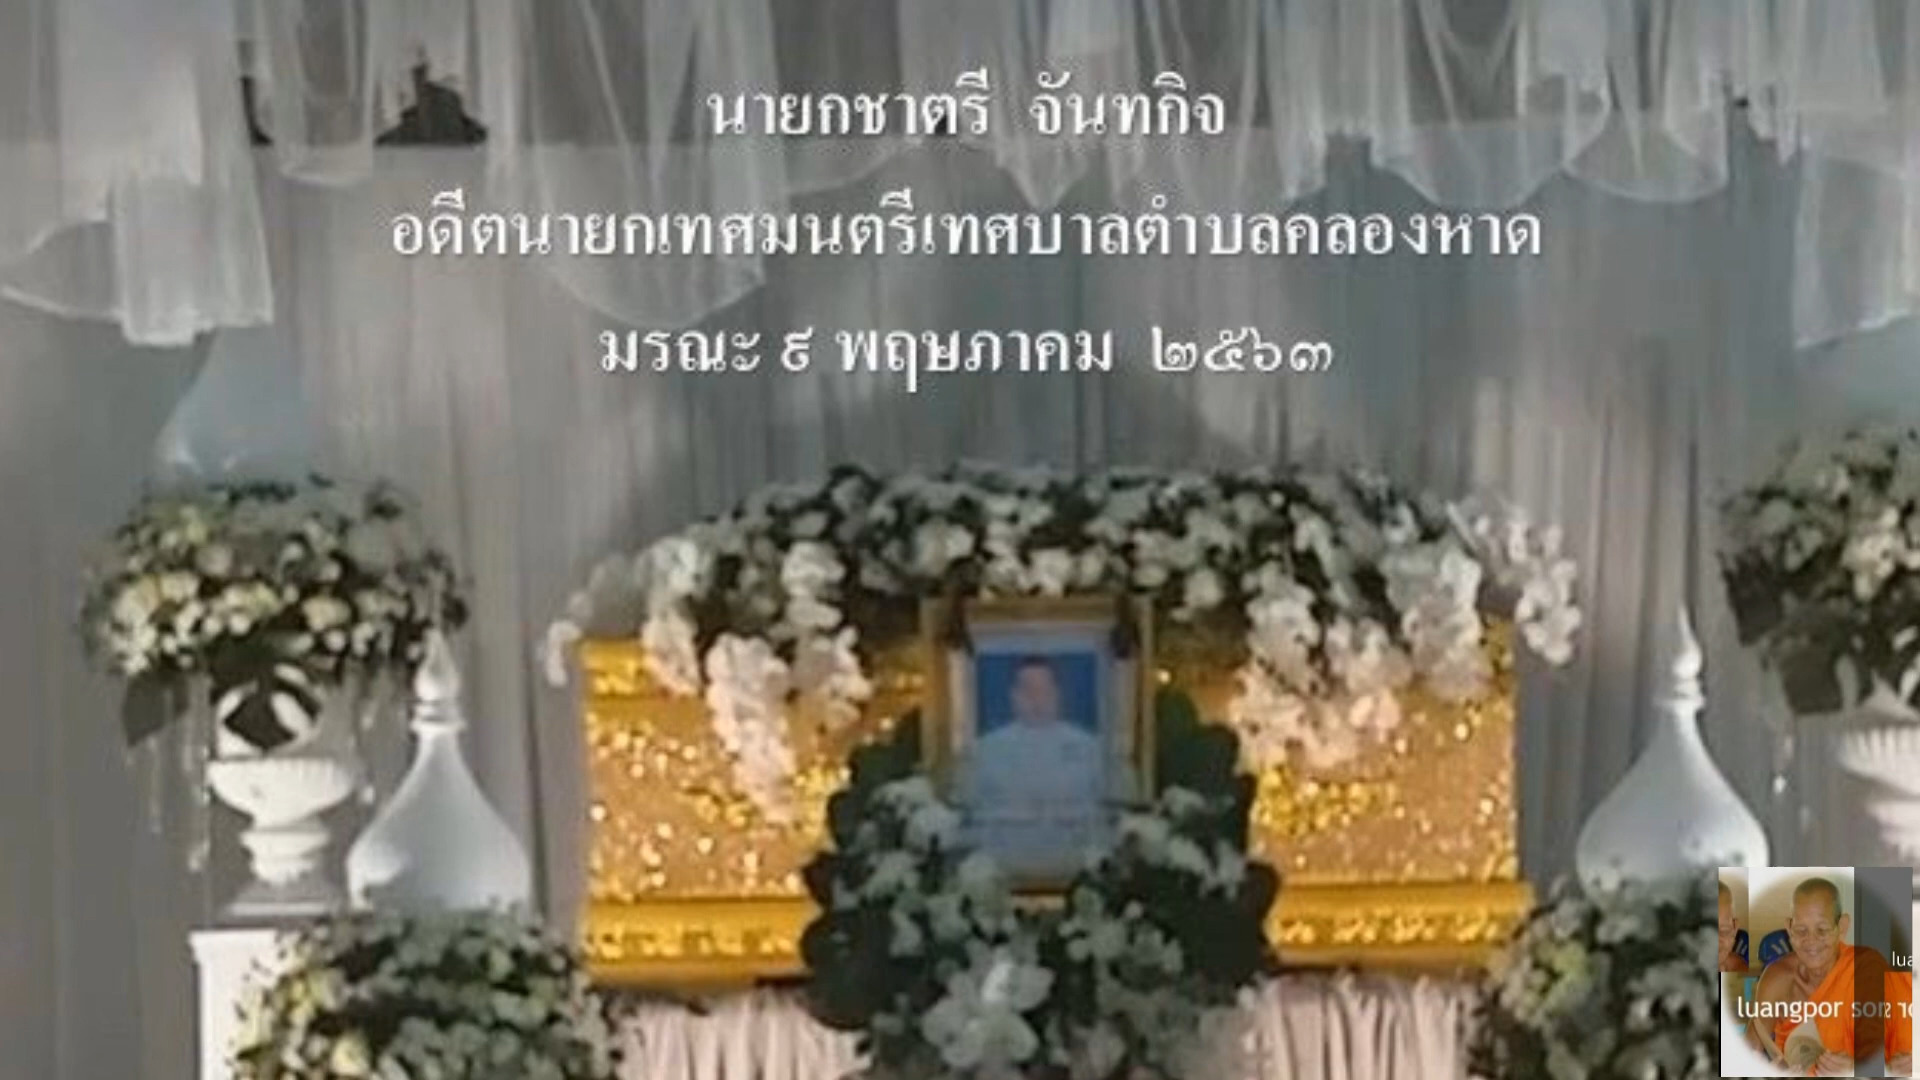 นายกชาตรี จันทกิจ
อดีตนายกเทศมนตรีเทศบาลตำบลคลองหาด
มรณะ ๙ พฤษภาคม ๒๕๖๓
lua
luangpor som